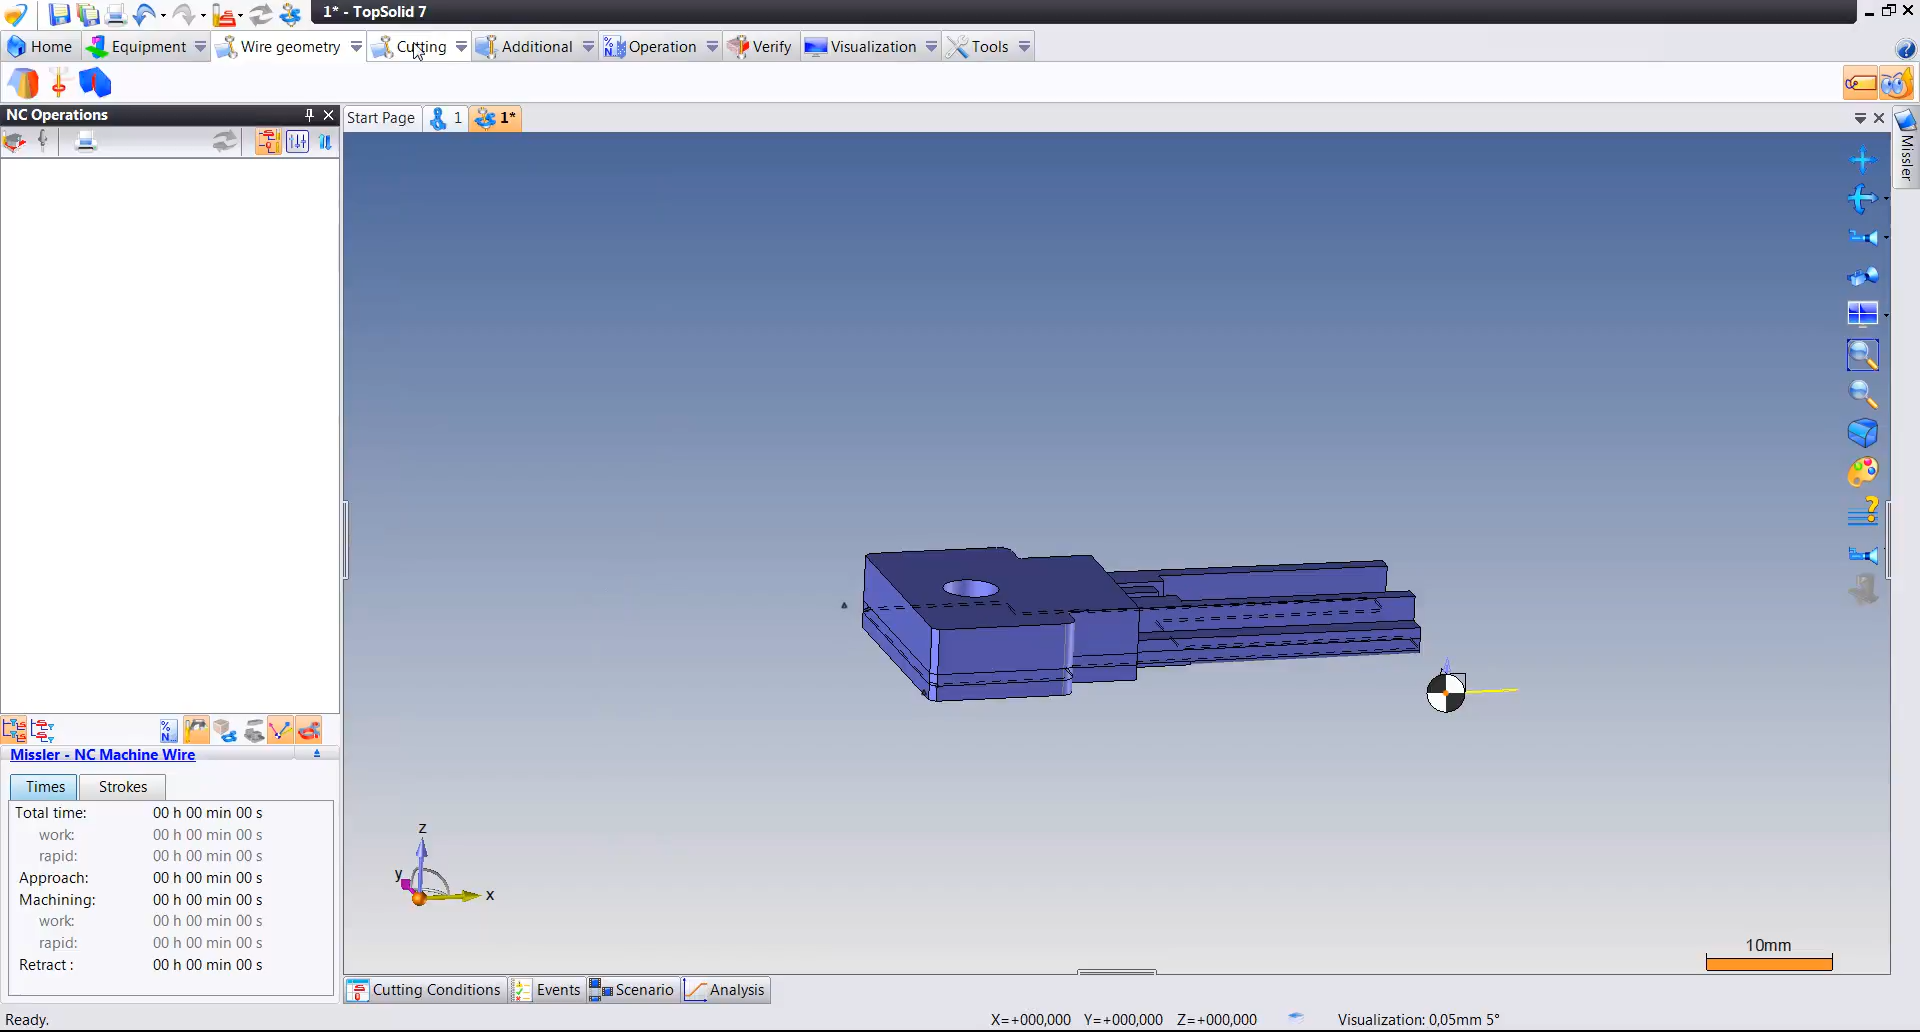 1* - TopSolid 7
Home Equipment Wire geometry Cutting Additional Operation Verify Visualization Tools
NC Operations
Start Page 1 1*
Missler
Missler - NC Machine Wire
Times Strokes
Total time: 00 h 00 min 00 s
work: 00 h 00 min 00 s
rapid: 00 h 00 min 00 s
Approach: 00 h 00 min 00 s
Machining: 00 h 00 min 00 s
work: 00 h 00 min 00 s
rapid: 00 h 00 min 00 s
Retract : 00 h 00 min 00 s
z
y
x
10mm
Cutting Conditions Events Scenario Analysis
Ready. X=+000,000 Y=+000,000 Z=+000,000 Visualization: 0,05mm 5°